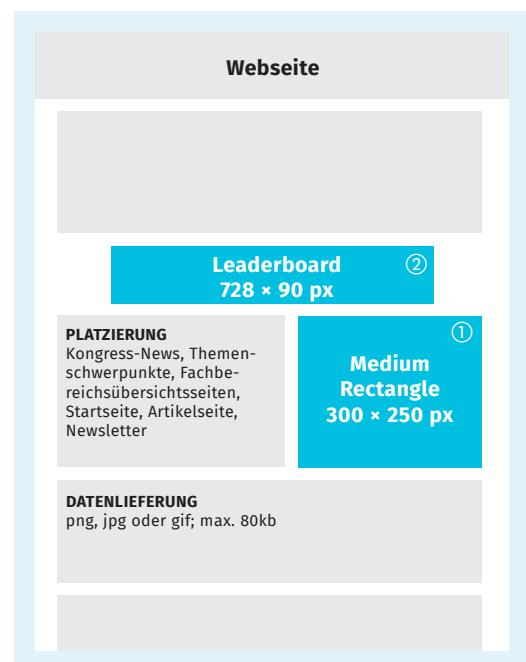 Webseite
Leaderboard ②
728 × 90 px
PLATZIERUNG
Kongress-News, Themen-
schwerpunkte, Fachbe-
reichsübersichtsseiten,
Startseite, Artikelseite,
Newsletter
①
Medium
Rectangle
300 × 250 px
DATENLIEFERUNG
png, jpg oder gif; max. 80kb